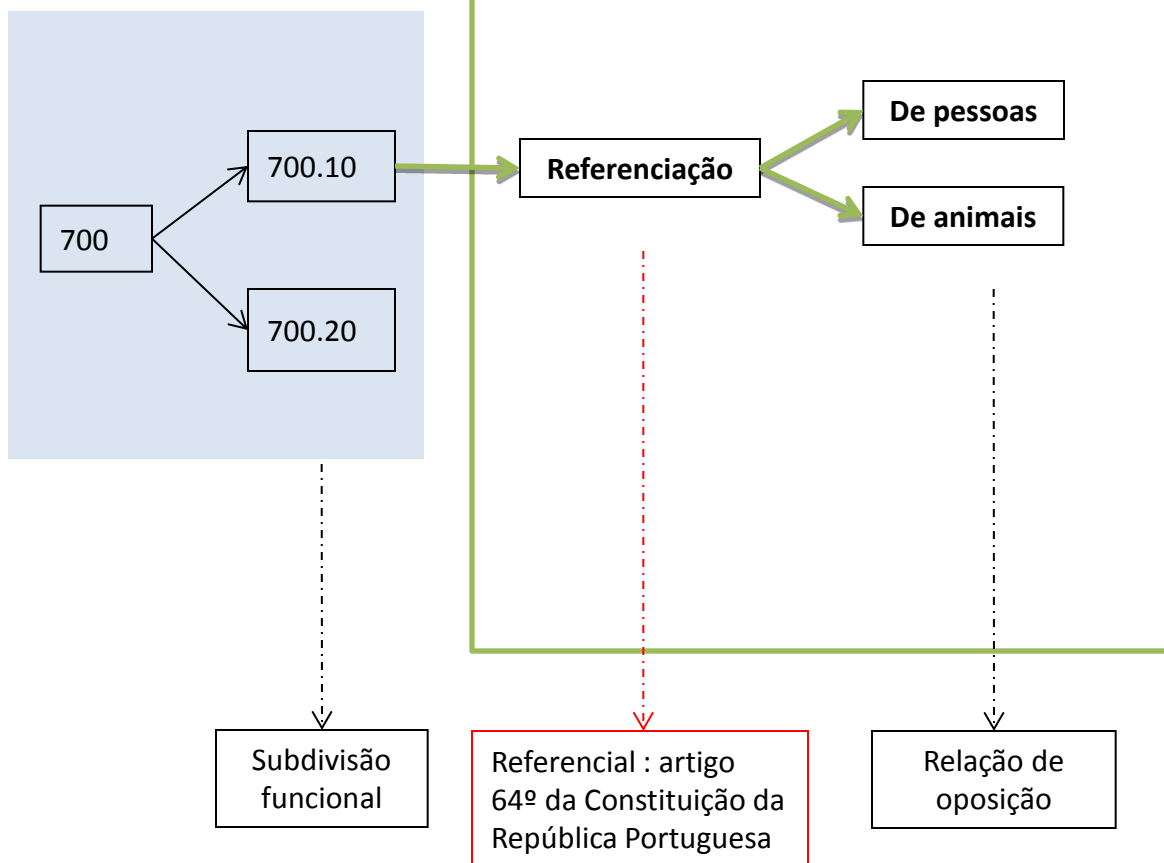 De pessoas
700.10
Referenciação
De animais
700
700.20
Subdivisão
funcional
Referencial : artigo
64º da Constituição da
República Portuguesa
Relação de
oposição